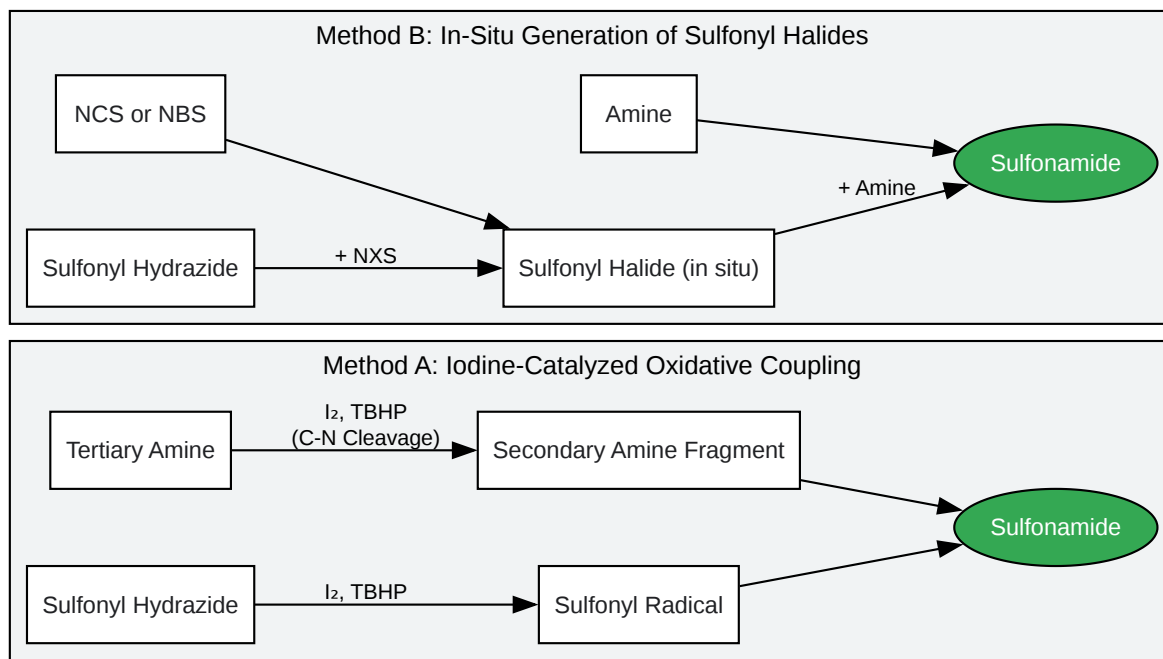 Method B: In-Situ Generation of Sulfonyl Halides
NCS or NBS
Amine
Sulfonamide
+ Amine
Sulfonyl Hydrazide
+ NXS
Sulfonyl Halide (in situ)
Method A: Iodine-Catalyzed Oxidative Coupling
Tertiary Amine
I₂, TBHP
(C-N Cleavage)
Secondary Amine Fragment
Sulfonamide
Sulfonyl Hydrazide
I₂, TBHP
Sulfonyl Radical